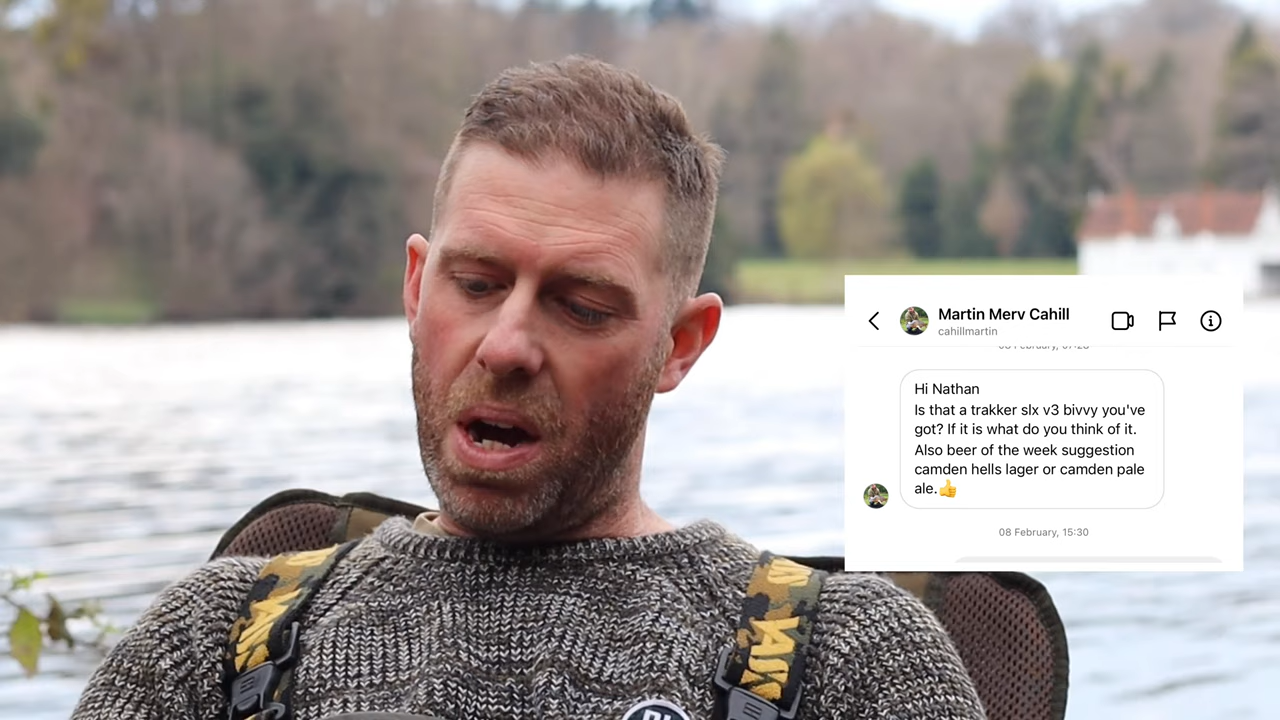 Martin Merv Cahill
cahillmartin
Hi Nathan
Is that a trakker slx v3 bivvy you've
got? If it is what do you think of it.
Also beer of the week suggestion
camden hells lager or camden pale
ale.👍
08 February, 15:30